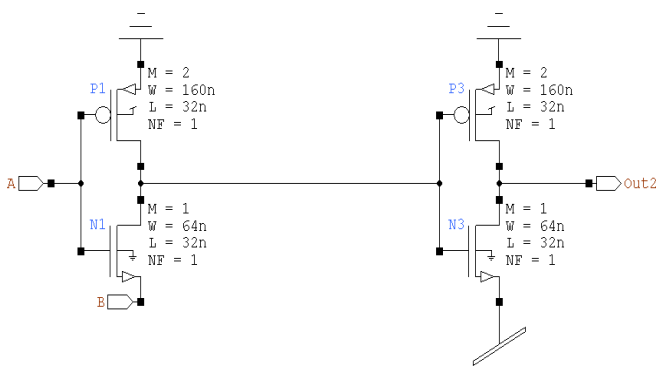 P1
M = 2
W = 160n
L = 32n
NF = 1
P3
M = 2
W = 160n
L = 32n
NF = 1
A
Out2
N1
M = 1
W = 64n
L = 32n
NF = 1
N3
M = 1
W = 64n
L = 32n
NF = 1
B